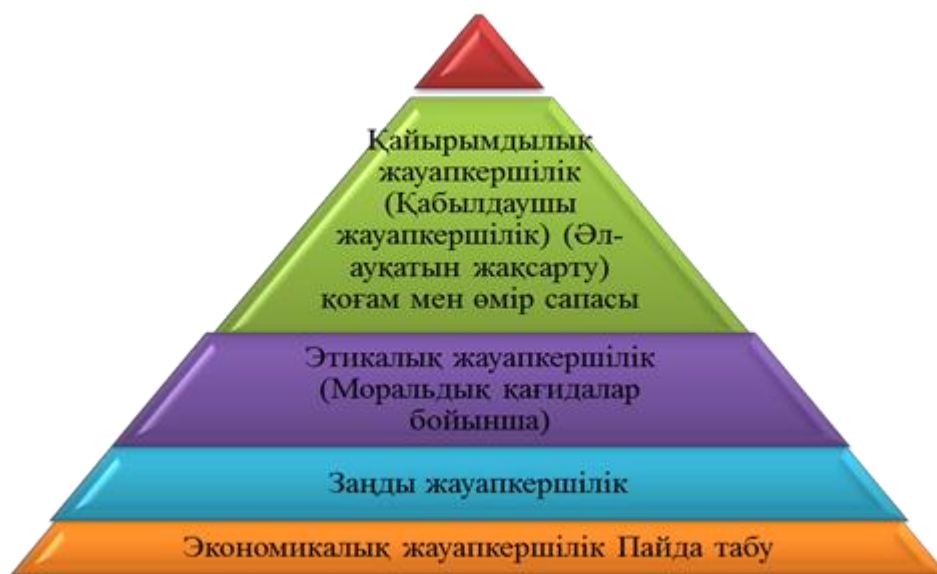 Қайырымдылық
жауапкершілік
(Қабылдаушы
жауапкершілік) (Әл-
ауқатын жақсарту)
қоғам мен өмір сапасы
Этикалық жауапкершілік
(Моральдық қағидалар
бойынша)
Заңды жауапкершілік
Экономикалық жауапкершілік Пайда табу